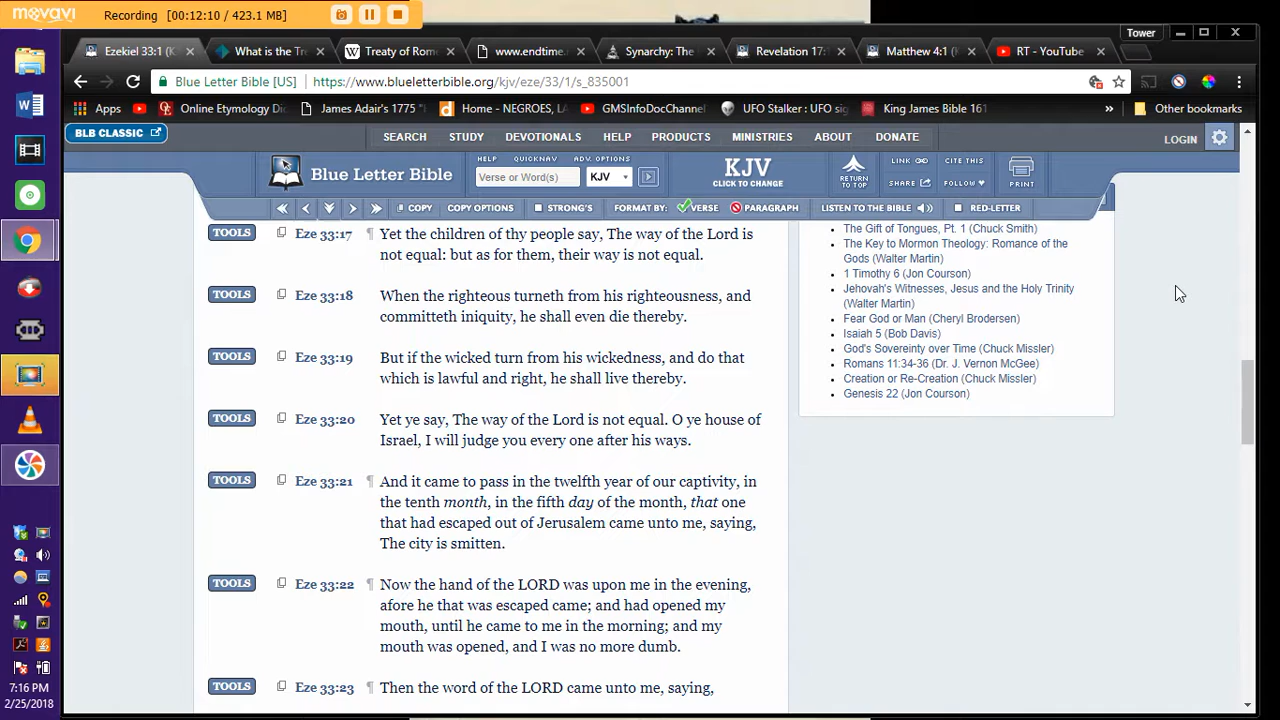 movavi
Recording 00:12:10 / 423.1 MB
Tower
Ezekiel 33:1 (K
What is the Tr
Treaty of Rom
www.endtime.
Synarchy: The
Revelation 17:
Matthew 4:1 (
RT - YouTube
Blue Letter Bible [US]
https://www.blueletterbible.org/kjv/eze/33/1/s_835001
Apps
Online Etymology Di
James Adair's 1775 "
Home - NEGROES, LA
GMSInfoDocChannel
UFO Stalker : UFO sig
King James Bible 161
»
Other bookmarks
BLB CLASSIC
SEARCH STUDY DEVOTIONALS HELP PRODUCTS MINISTRIES ABOUT DONATE
LOGIN
Blue Letter Bible
HELP QUICKNAV ADV. OPTIONS
Verse or Word(s)
KJV
KJV
CLICK TO CHANGE
RETURN
TO TOP
LINK
CITE THIS
SHARE
FOLLOW
PRINT
COPY COPY OPTIONS STRONG'S FORMAT BY: VERSE PARAGRAPH LISTEN TO THE BIBLE RED-LETTER
TOOLS Eze 33:17 ¶ Yet the children of thy people say, The way of the Lord is
not equal: but as for them, their way is not equal.
TOOLS Eze 33:18 When the righteous turneth from his righteousness, and
committeth iniquity, he shall even die thereby.
TOOLS Eze 33:19 But if the wicked turn from his wickedness, and do that
which is lawful and right, he shall live thereby.
TOOLS Eze 33:20 Yet ye say, The way of the Lord is not equal. O ye house of
Israel, I will judge you every one after his ways.
TOOLS Eze 33:21 ¶ And it came to pass in the twelfth year of our captivity, in
the tenth month, in the fifth day of the month, that one
that had escaped out of Jerusalem came unto me, saying,
The city is smitten.
TOOLS Eze 33:22 ¶ Now the hand of the LORD was upon me in the evening,
afore he that was escaped came; and had opened my
mouth, until he came to me in the morning; and my
mouth was opened, and I was no more dumb.
TOOLS Eze 33:23 ¶ Then the word of the LORD came unto me, saying,
The Gift of Tongues, Pt. 1 (Chuck Smith)
The Key to Mormon Theology: Romance of the
Gods (Walter Martin)
1 Timothy 6 (Jon Courson)
Jehovah's Witnesses, Jesus and the Holy Trinity
(Walter Martin)
Fear God or Man (Cheryl Brodersen)
Isaiah 5 (Bob Davis)
God's Sovereinty over Time (Chuck Missler)
Romans 11:34-36 (Dr. J. Vernon McGee)
Creation or Re-Creation (Chuck Missler)
Genesis 22 (Jon Courson)
7:16 PM
2/25/2018